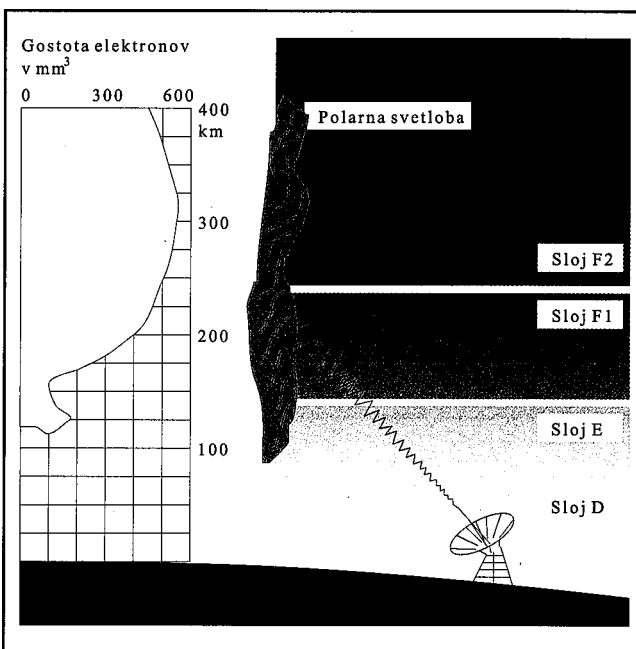 Gostota elektronov
v mm³
0 300 600
400
km
300
200
100
Polarna svetloba
Sloj F2
Sloj F1
Sloj E
Sloj D